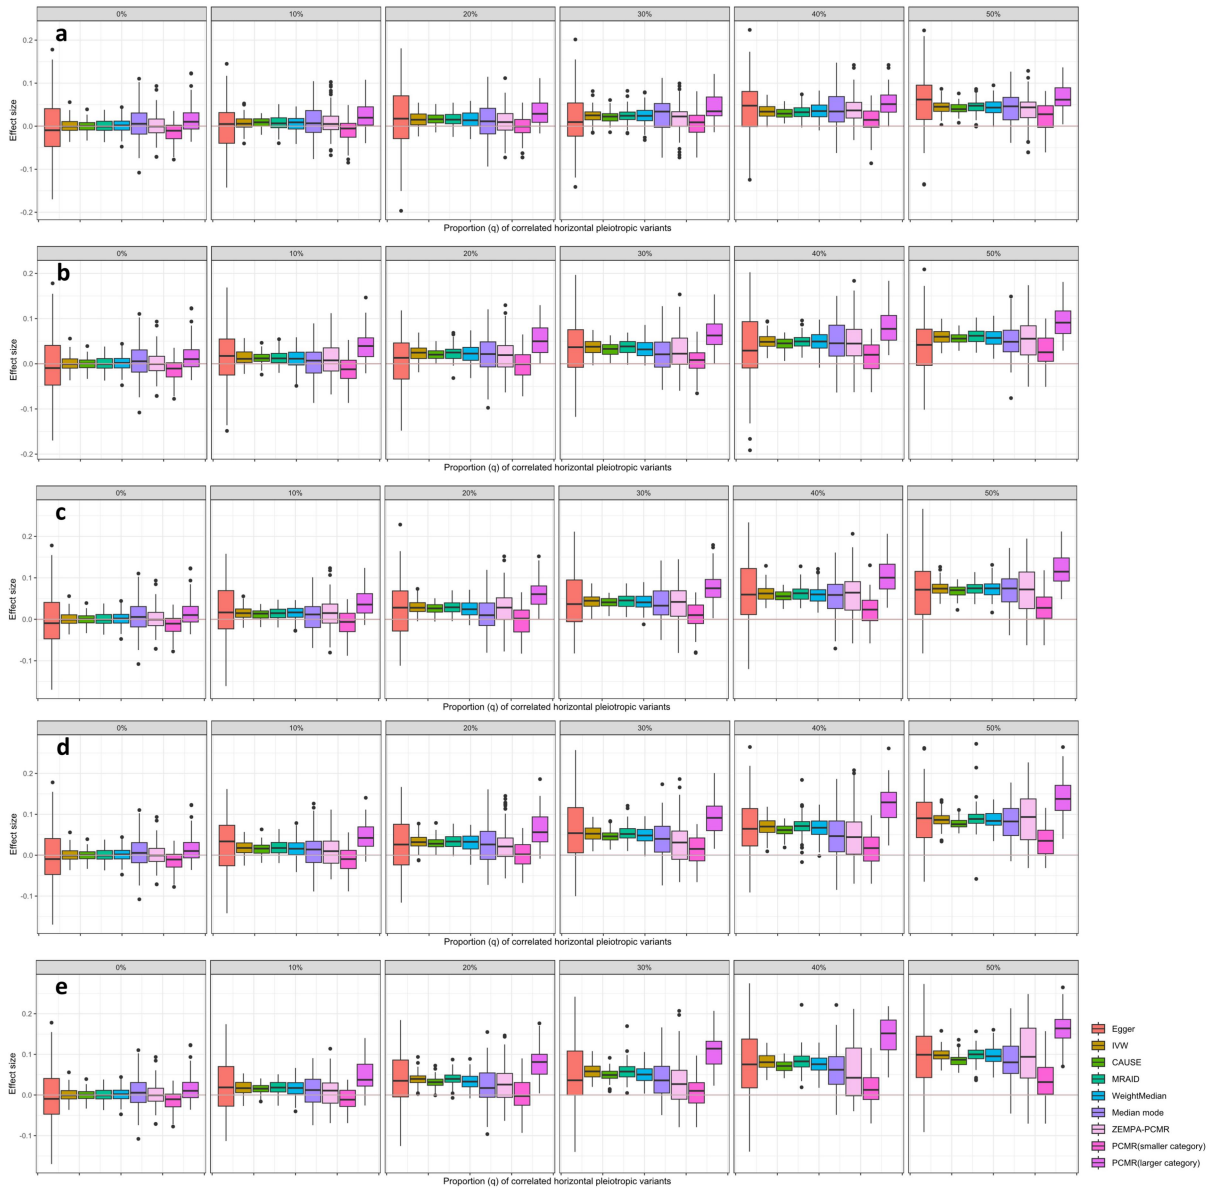 a
0%
10%
20%
30%
40%
50%
Effect size
0.2
0.1
0.0
-0.1
-0.2
Proportion (q) of correlated horizontal pleiotropic variants
b
0%
10%
20%
30%
40%
50%
Effect size
0.2
0.1
0.0
-0.1
-0.2
Proportion (q) of correlated horizontal pleiotropic variants
c
0%
10%
20%
30%
40%
50%
Effect size
0.2
0.1
0.0
-0.1
Proportion (q) of correlated horizontal pleiotropic variants
d
0%
10%
20%
30%
40%
50%
Effect size
0.2
0.1
0.0
-0.1
Proportion (q) of correlated horizontal pleiotropic variants
e
0%
10%
20%
30%
40%
50%
Effect size
0.2
0.1
0.0
-0.1
Proportion (q) of correlated horizontal pleiotropic variants
Egger
IVW
CAUSE
MRAID
WeightMedian
Median mode
ZEMPA-PCMR
PCMR(smaller category)
PCMR(larger category)